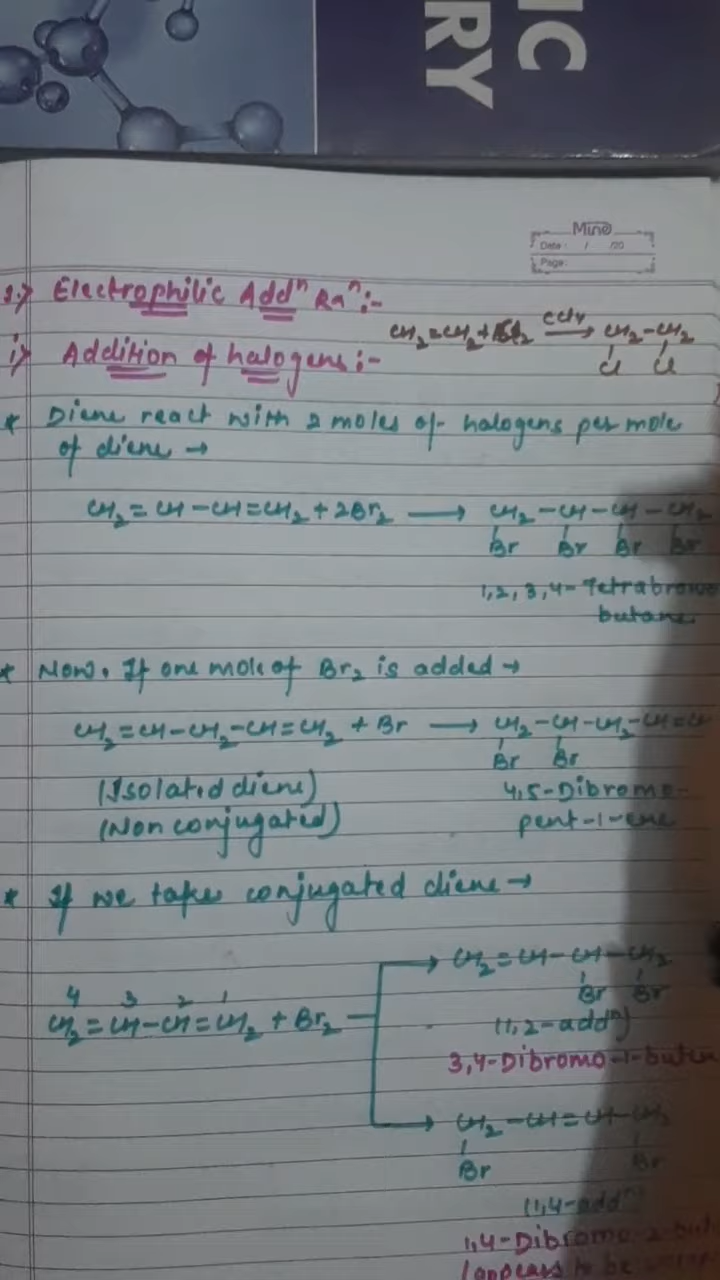 IC
RY
Mino
Date : / /20
Page:
Electrophilic Addⁿ Rxⁿ:-
CH₂=CH₂ + Cl₂ CCl₄ → CH₂-CH₂
Cl Cl
i) Addition of halogens :-
* Diene react with 2 moles of halogens per mole
of diene →
CH₂=CH-CH=CH₂ + 2Br₂ → CH₂-CH-CH-CH₂
Br Br Br Br
1,2,3,4-Tetrabromo
butane
* Now. If one mole of Br₂ is added →
CH₂=CH-CH₂-CH=CH₂ + Br → CH₂-CH-CH₂-CH=C
Br Br
(Isolated diene) 4,5-Dibromo-
(Non conjugated) pent-1-ene
* If we take conjugated diene →
CH₂=CH-CH-CH₂
Br Br
4 3 2 1
CH₂=CH-CH=CH₂ + Br₂
(1,2-addⁿ)
3,4-Dibromo-1-buten
CH₂-CH=CH-CH₂
Br Br
(1,4-addⁿ)
1,4-Dibromo-2-but
(appears to be